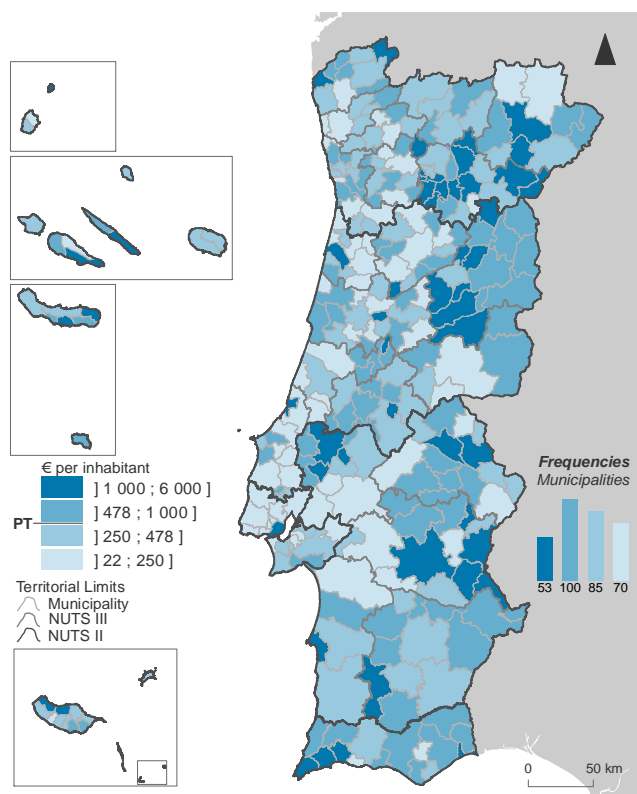 € per inhabitant
] 1 000 ; 6 000 ]
] 478 ; 1 000 ]
PT
] 250 ; 478 ]
] 22 ; 250 ]
Territorial Limits
Municipality
NUTS III
NUTS II
Frequencies
Municipalities
53 100 85 70
0 50 km